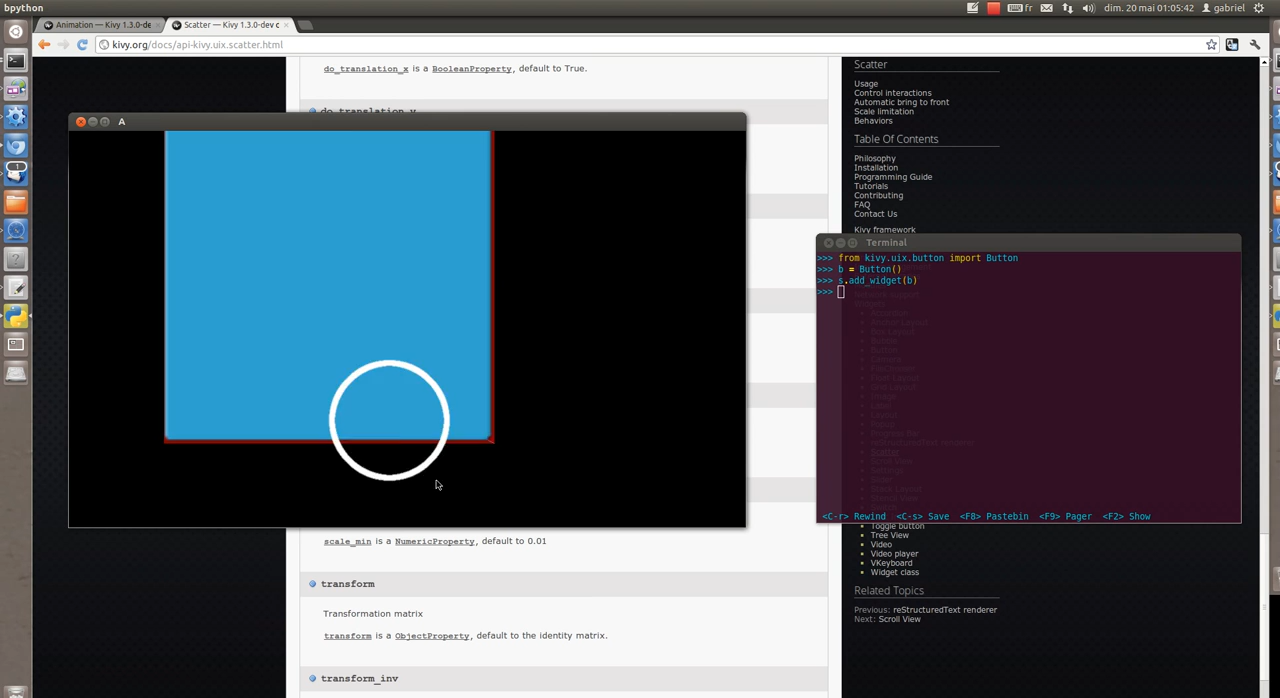 bpython
fr
dim. 20 mai 01:05:42
gabriel
Animation — Kivy 1.3.0-de
Scatter — Kivy 1.3.0-dev c
kivy.org/docs/api-kivy.uix.scatter.html
do_translation_x is a BooleanProperty, default to True.
do_translation_y
A
scale_min is a NumericProperty, default to 0.01
transform
Transformation matrix
transform is a ObjectProperty, default to the identity matrix.
transform_inv
Scatter
Usage
Control interactions
Automatic bring to front
Scale limitation
Behaviors
Table Of Contents
Philosophy
Installation
Programming Guide
Tutorials
Contributing
FAQ
Contact Us
Kivy framework
Terminal
>>> from kivy.uix.button import Button
>>> b = Button()
>>> s.add_widget(b)
>>>
<C-r> Rewind <C-s> Save <F8> Pastebin <F9> Pager <F2> Show
Toggle button
Tree View
Video
Video player
VKeyboard
Widget class
Related Topics
Previous: reStructuredText renderer
Next: Scroll View